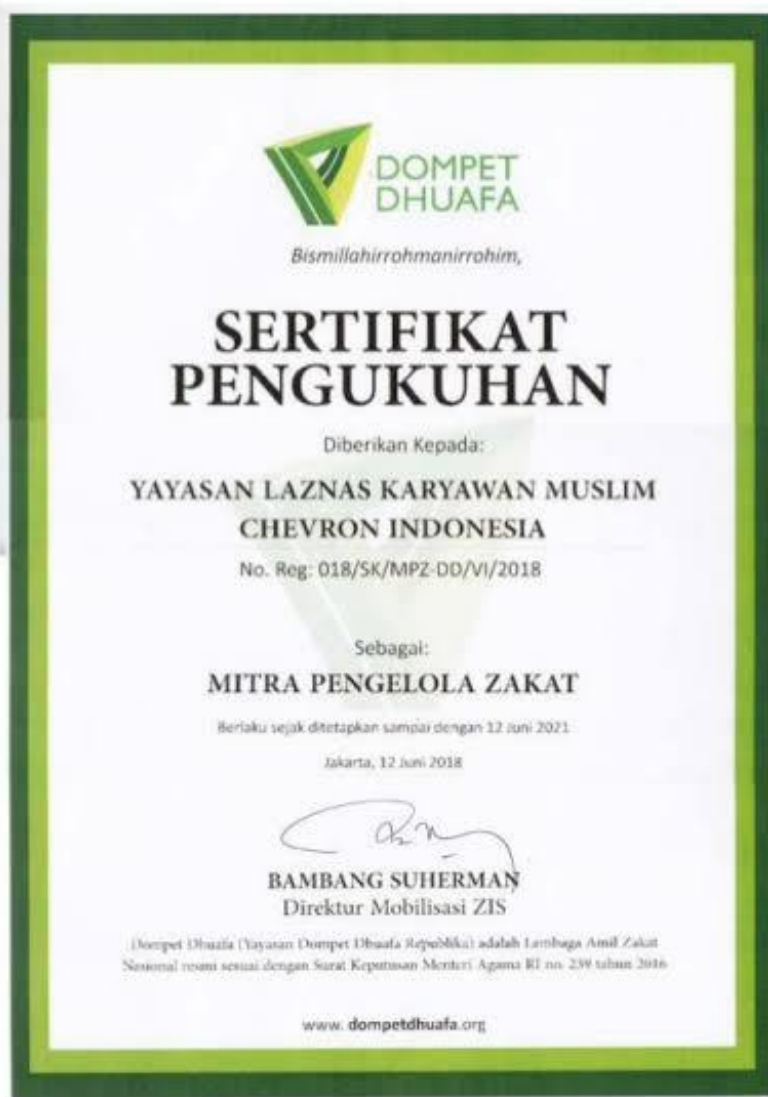 DOMPET
DHUAFA
Bismillahirrohmanirrohim,
SERTIFIKAT
PENGUKUHAN
Diberikan Kepada:
YAYASAN LAZNAS KARYAWAN MUSLIM
CHEVRON INDONESIA
No. Reg: 018/SK/MPZ-DD/VI/2018
Sebagai:
MITRA PENGELOLA ZAKAT
Berlaku sejak ditetapkan sampai dengan 12 Juni 2021
Jakarta, 12 Juni 2018
BAMBANG SUHERMAN
Direktur Mobilisasi ZIS
Dompet Dhuafa (Yayasan Dompet Dhuafa Republika) adalah Lembaga Amil Zakat
Nasional resmi sesuai dengan Surat Keputusan Menteri Agama RI no. 239 tahun 2016
www. dompetdhuafa.org